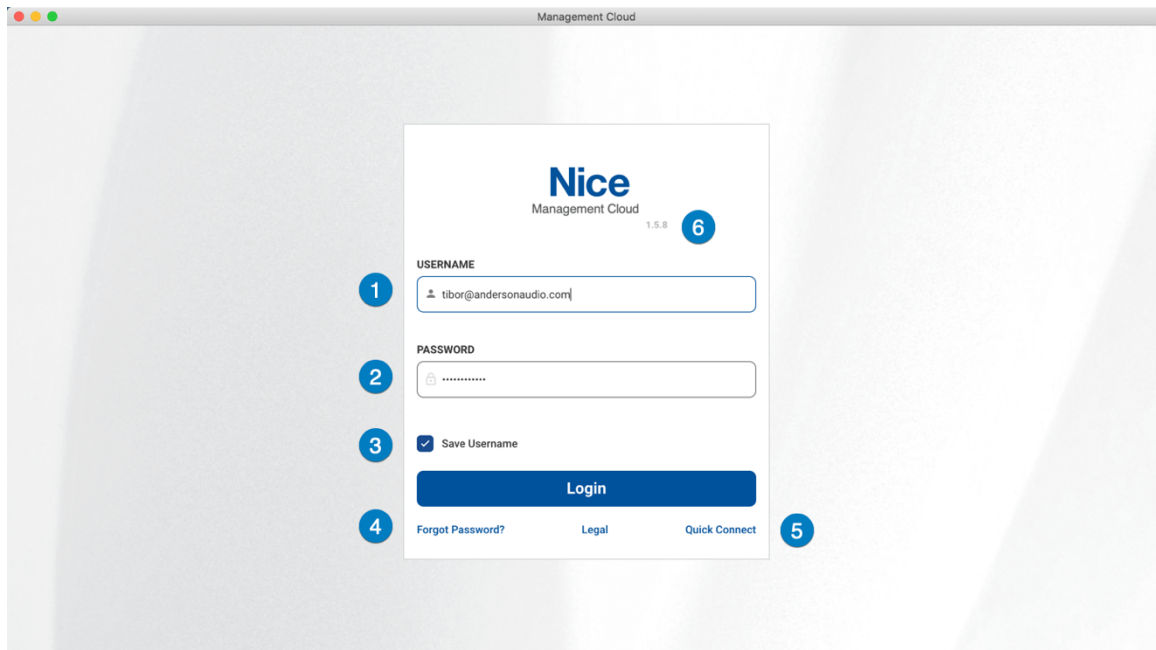 Management Cloud
Nice
Management Cloud
1.5.8
6
USERNAME
1
tibor@andersonaudio.com
PASSWORD
2
••••••••••••
3
Save Username
Login
4
Forgot Password? Legal Quick Connect
5